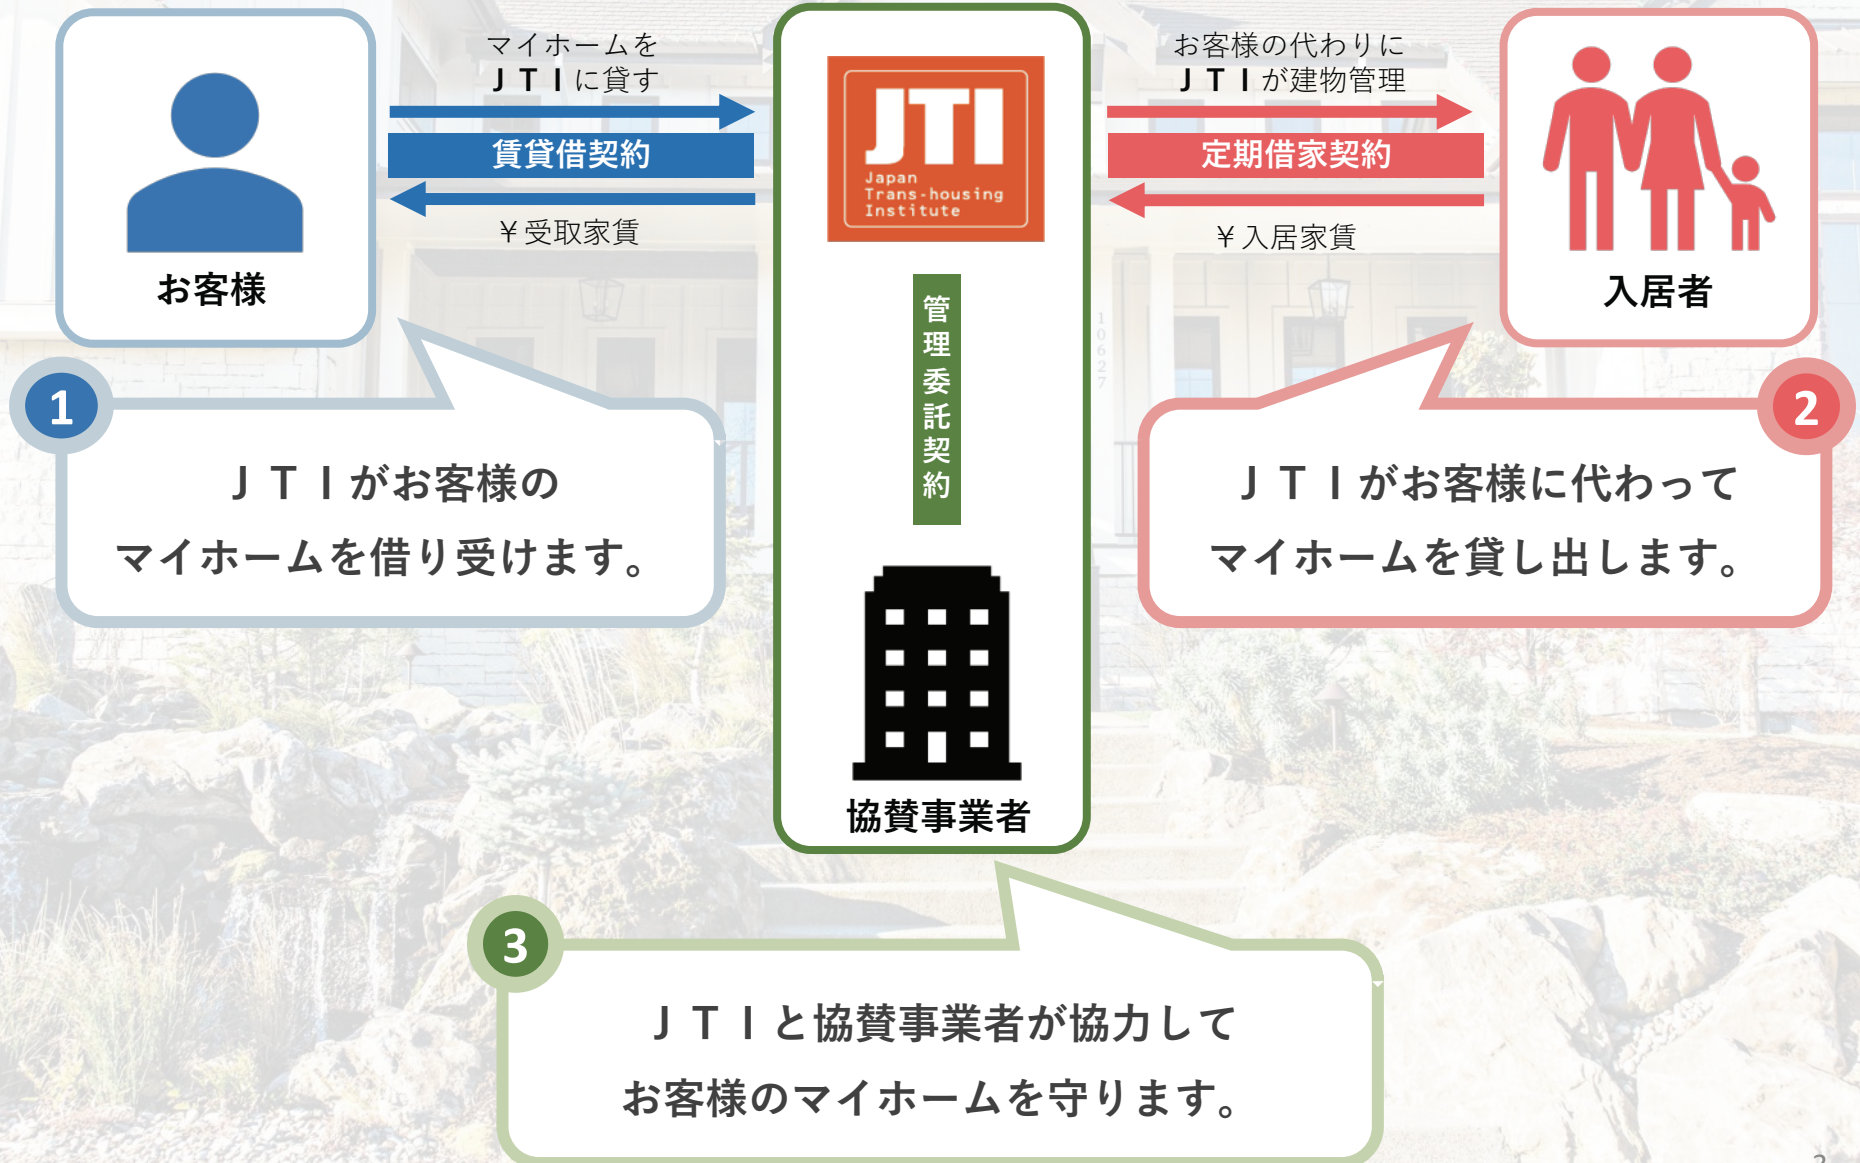 マイホームを
ＪＴＩに貸す
賃貸借契約
￥受取家賃
お客様
JTI
Japan
Trans-housing
Institute
お客様の代わりに
ＪＴＩが建物管理
定期借家契約
￥入居家賃
入居者
管理委託契約
協賛事業者
10627
1
ＪＴＩがお客様の
マイホームを借り受けます。
2
ＪＴＩがお客様に代わって
マイホームを貸し出します。
3
ＪＴＩと協賛事業者が協力して
お客様のマイホームを守ります。